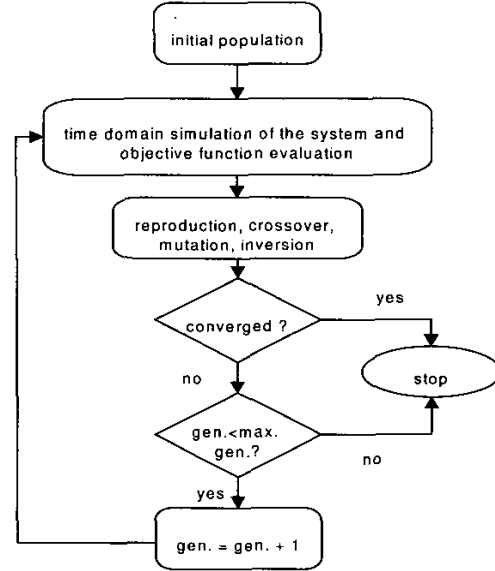 initial population
time domain simulation of the system and
objective function evaluation
reproduction, crossover,
mutation, inversion
yes
converged ?
stop
no
gen.<max.
gen.?
no
yes
gen. = gen. + 1